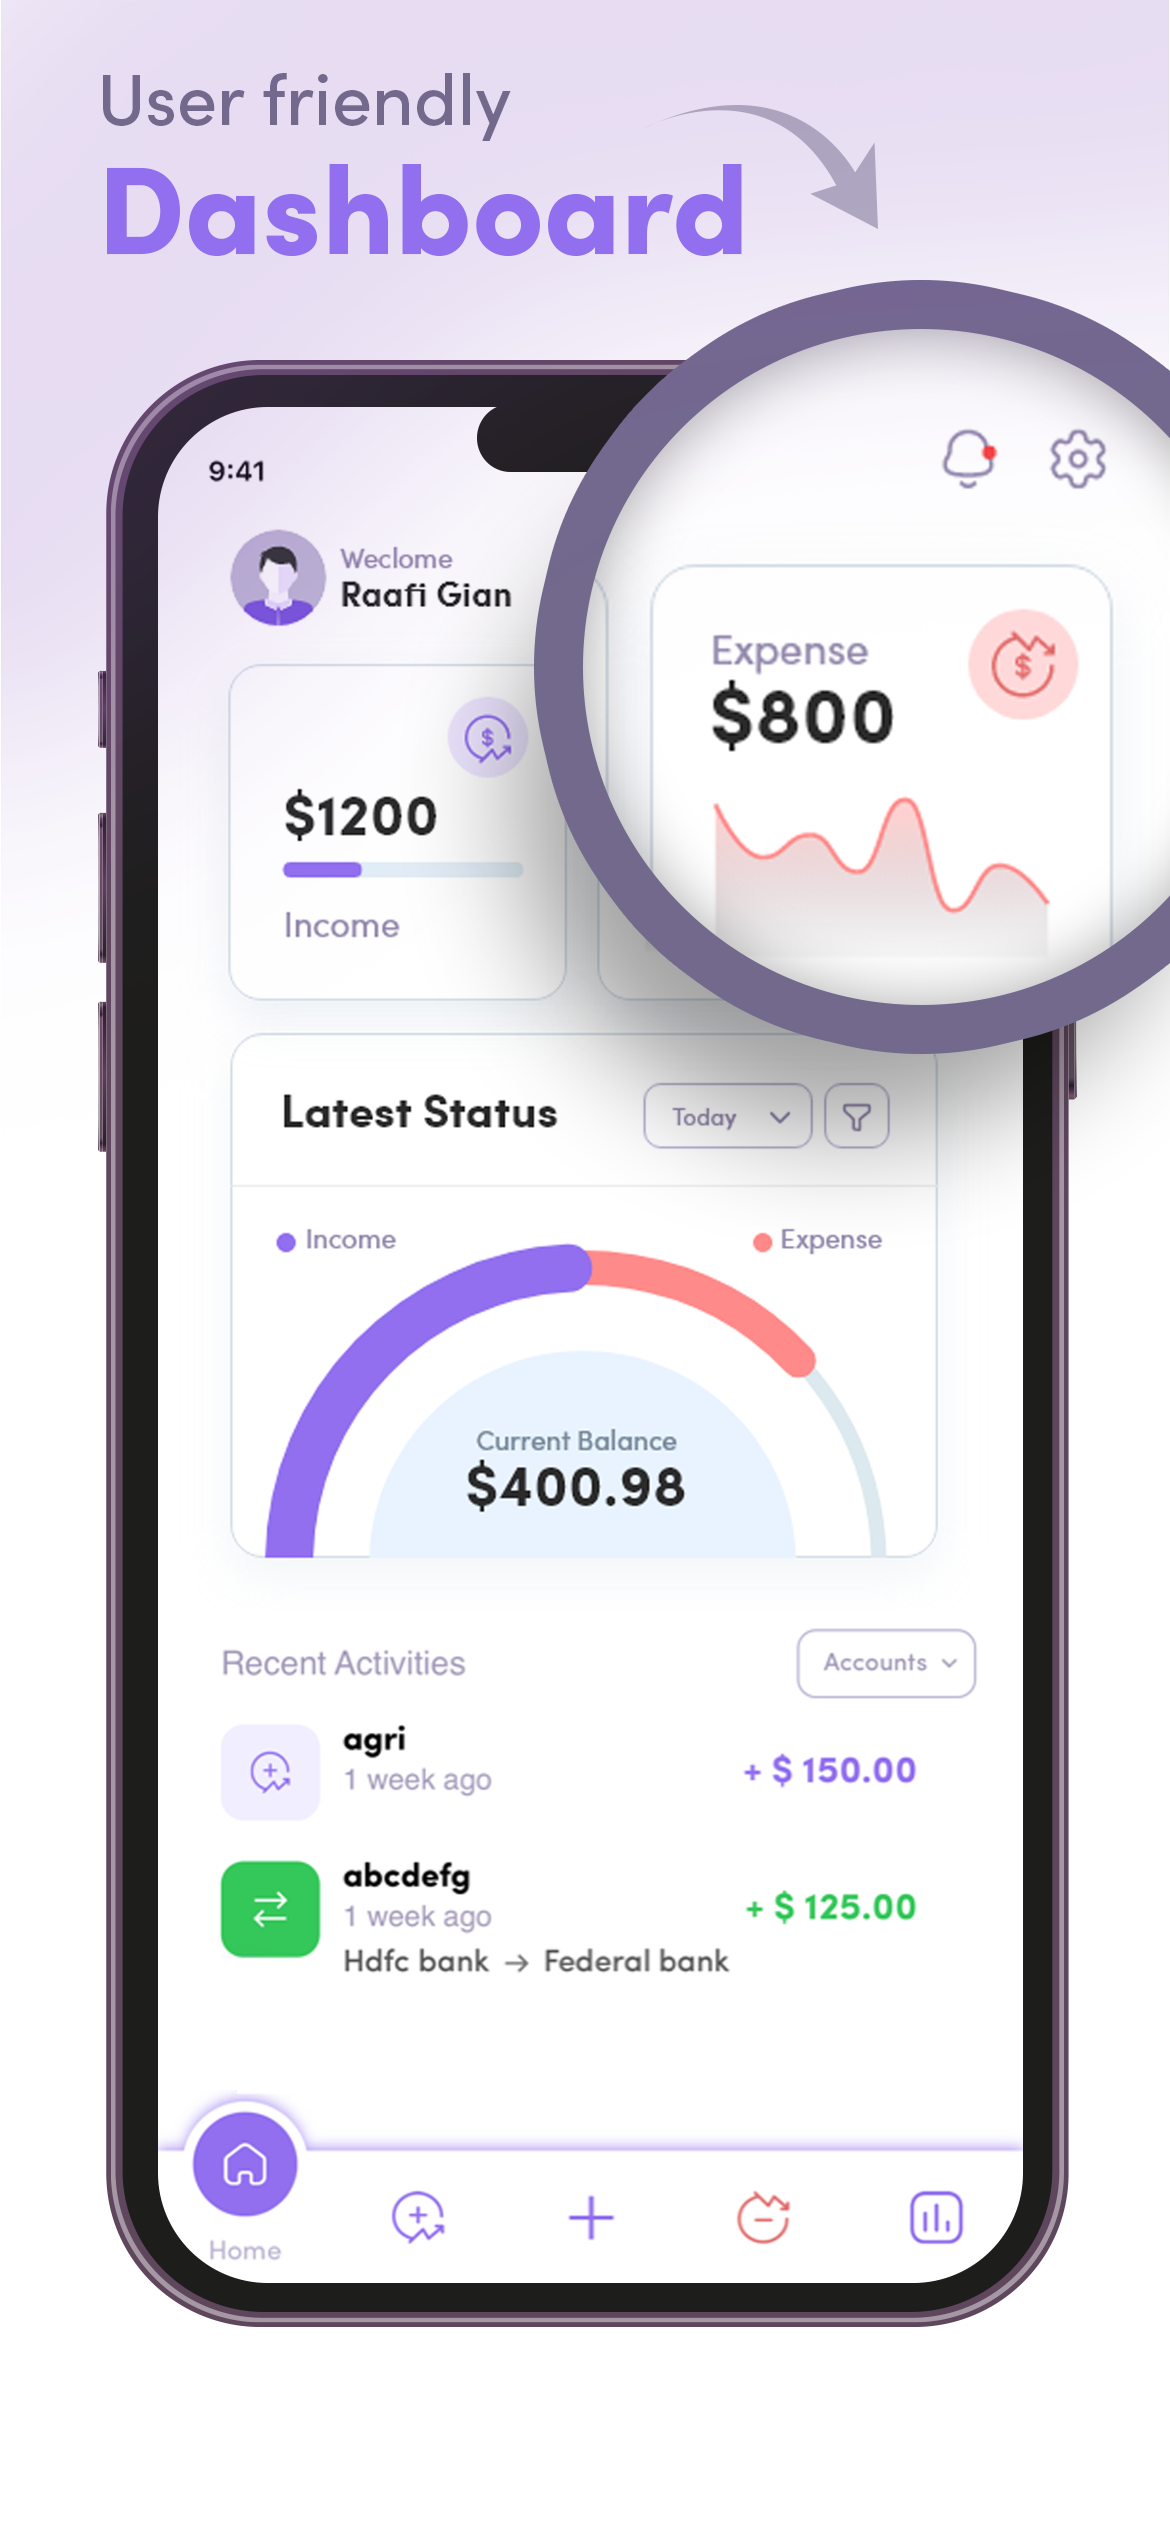 User friendly
Dashboard
9:41
Weclome
Raafi Gian
Expense
$800
$1200
Income
Latest Status
Today
Income
Expense
Current Balance
$400.98
Recent Activities
Accounts
agri
1 week ago
+ $ 150.00
abcdefg
1 week ago
+ $ 125.00
Hdfc bank → Federal bank
Home